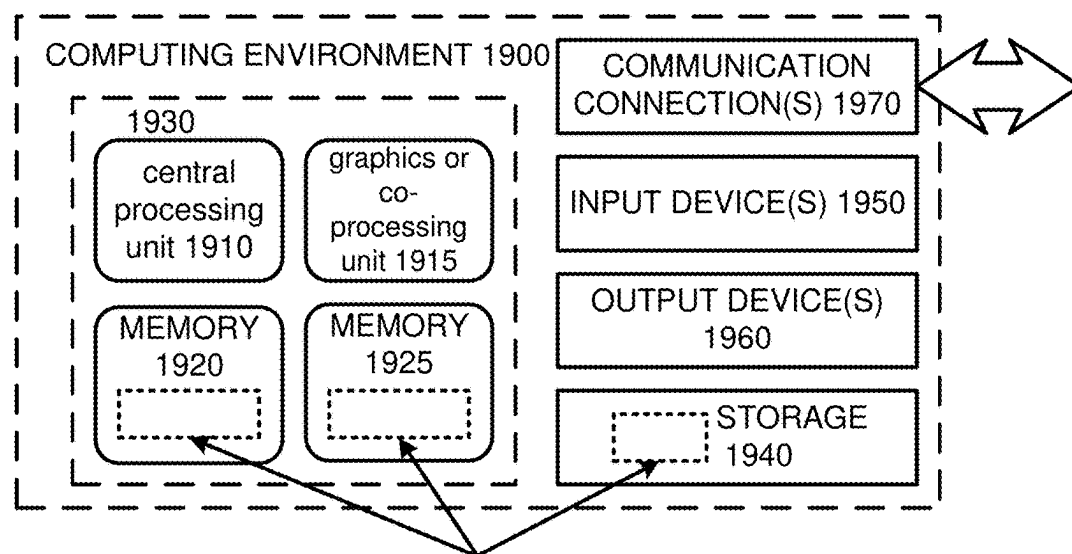 COMPUTING ENVIRONMENT 1900
1930
central
processing
unit 1910
graphics or
co-
processing
unit 1915
MEMORY
1920
MEMORY
1925
COMMUNICATION
CONNECTION(S) 1970
INPUT DEVICE(S) 1950
OUTPUT DEVICE(S)
1960
STORAGE
1940